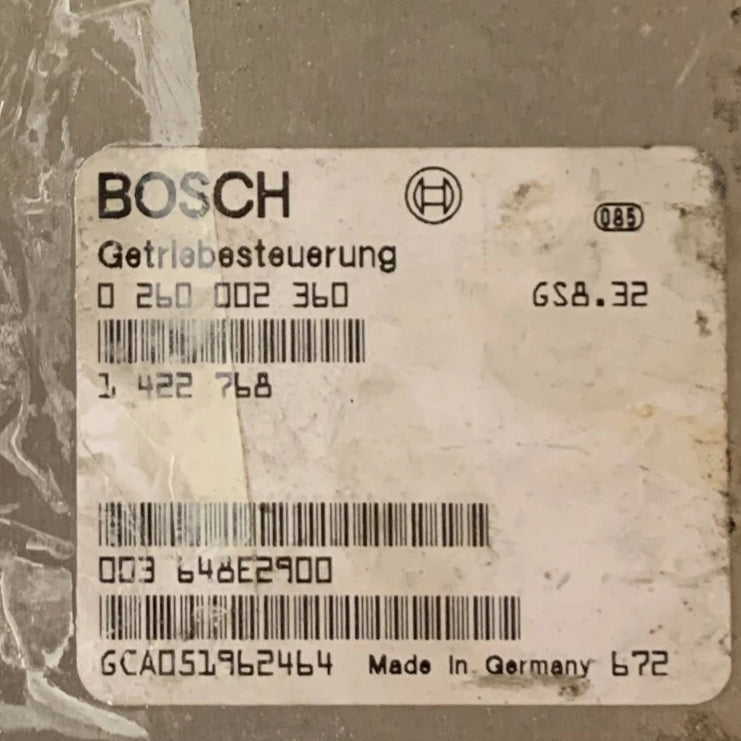 BOSCH
085
Getriebesteuerung
0 260 002 360 GS8.32
1 422 768
003 648E2900
GCA051962464 Made in Germany 672